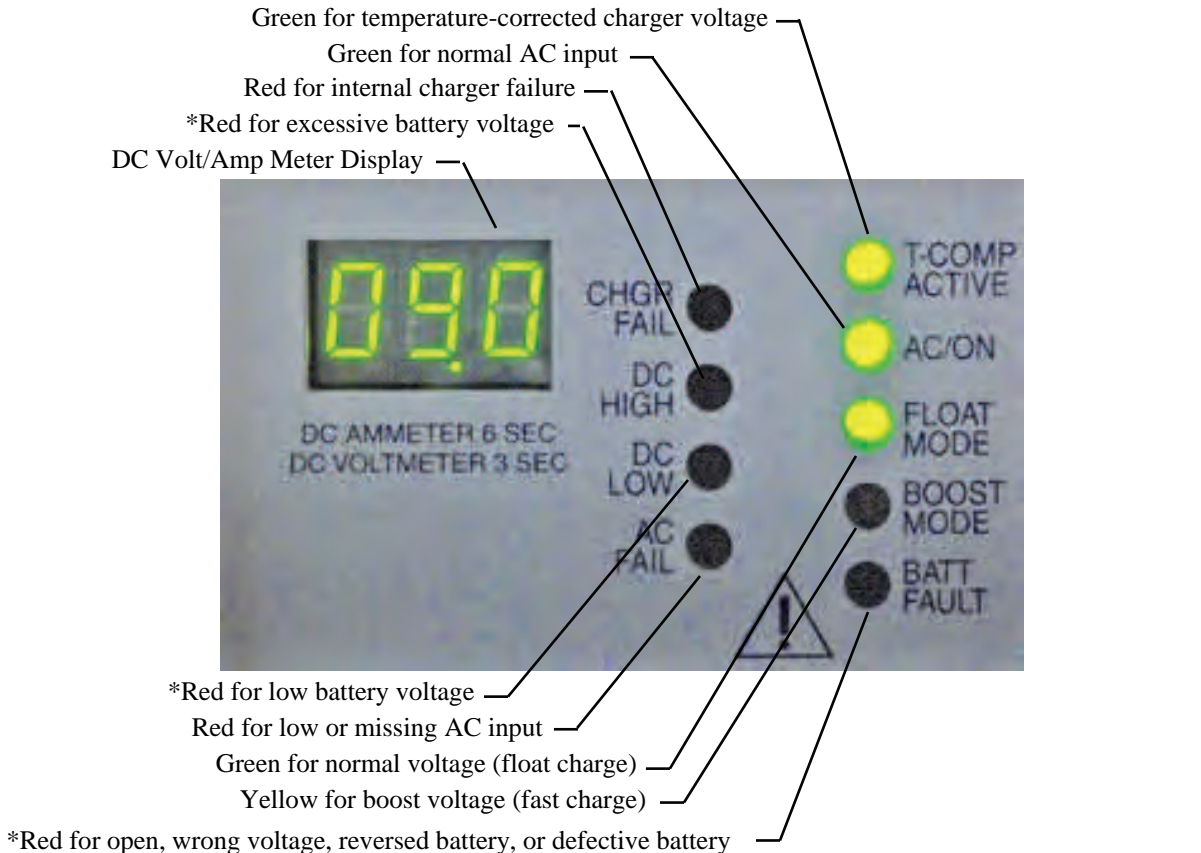 Green for temperature-corrected charger voltage
Green for normal AC input
Red for internal charger failure
*Red for excessive battery voltage
DC Volt/Amp Meter Display
09.0
DC AMMETER 6 SEC
DC VOLTMETER 3 SEC
CHGR
FAIL
DC
HIGH
DC
LOW
AC
FAIL
T-COMP
ACTIVE
AC/ON
FLOAT
MODE
BOOST
MODE
BATT
FAULT
!
*Red for low battery voltage
Red for low or missing AC input
Green for normal voltage (float charge)
Yellow for boost voltage (fast charge)
*Red for open, wrong voltage, reversed battery, or defective battery